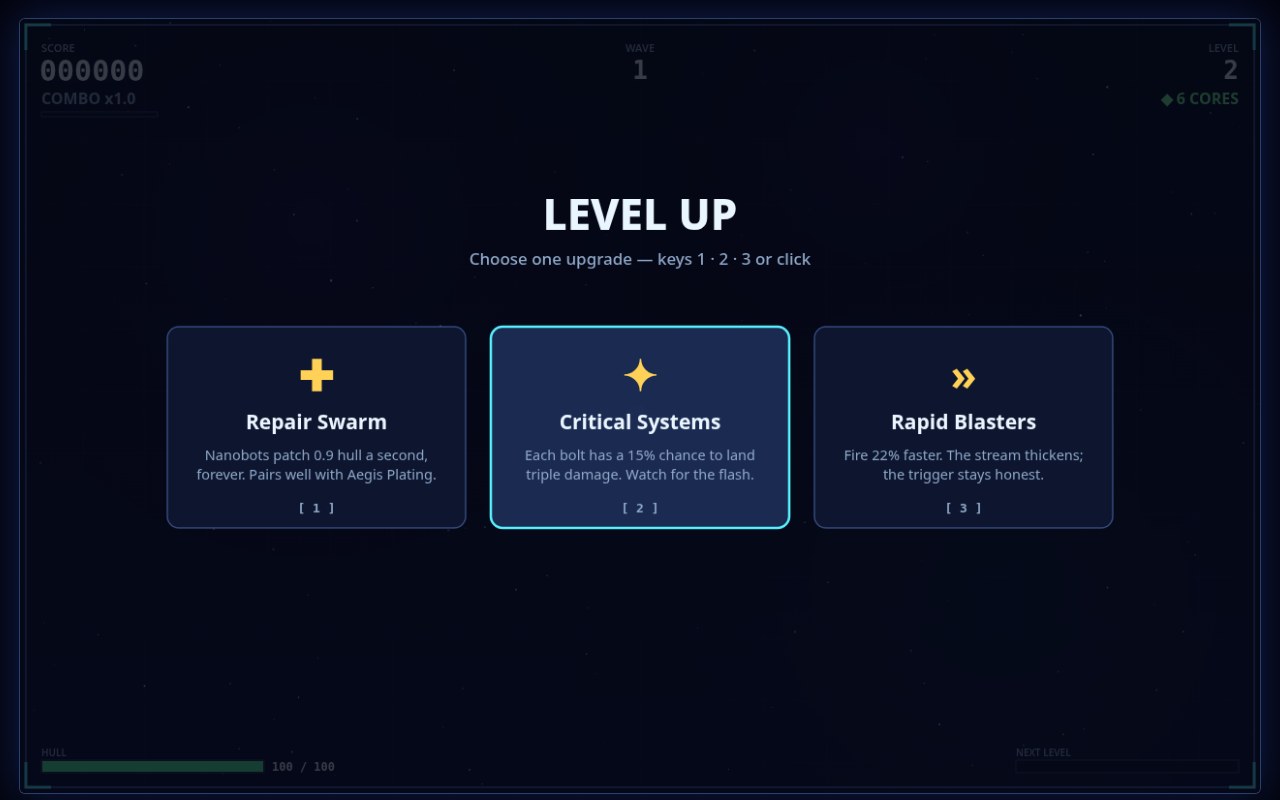 SCORE
000000
COMBO x1.0
WAVE
1
LEVEL
2
◆ 6 CORES
LEVEL UP
Choose one upgrade — keys 1 · 2 · 3 or click
Repair Swarm
Nanobots patch 0.9 hull a second,
forever. Pairs well with Aegis Plating.
[ 1 ]
Critical Systems
Each bolt has a 15% chance to land
triple damage. Watch for the flash.
[ 2 ]
Rapid Blasters
Fire 22% faster. The stream thickens;
the trigger stays honest.
[ 3 ]
HULL
100 / 100
NEXT LEVEL